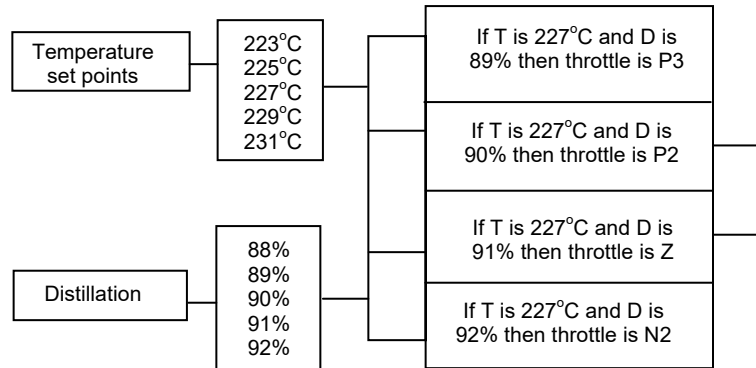 Temperature
set points
223°C
225°C
227°C
229°C
231°C
If T is 227°C and D is
89% then throttle is P3
If T is 227°C and D is
90% then throttle is P2
If T is 227°C and D is
91% then throttle is Z
If T is 227°C and D is
92% then throttle is N2
Distillation
88%
89%
90%
91%
92%